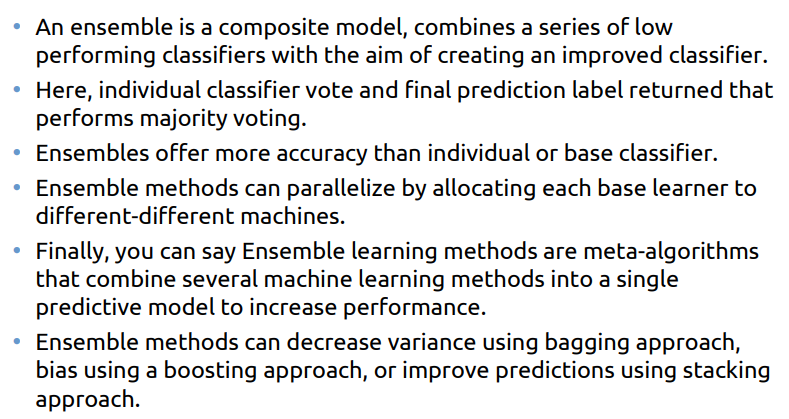 • An ensemble is a composite model, combines a series of low
performing classifiers with the aim of creating an improved classifier.
• Here, individual classifier vote and final prediction label returned that
performs majority voting.
• Ensembles offer more accuracy than individual or base classifier.
• Ensemble methods can parallelize by allocating each base learner to
different-different machines.
• Finally, you can say Ensemble learning methods are meta-algorithms
that combine several machine learning methods into a single
predictive model to increase performance.
• Ensemble methods can decrease variance using bagging approach,
bias using a boosting approach, or improve predictions using stacking
approach.